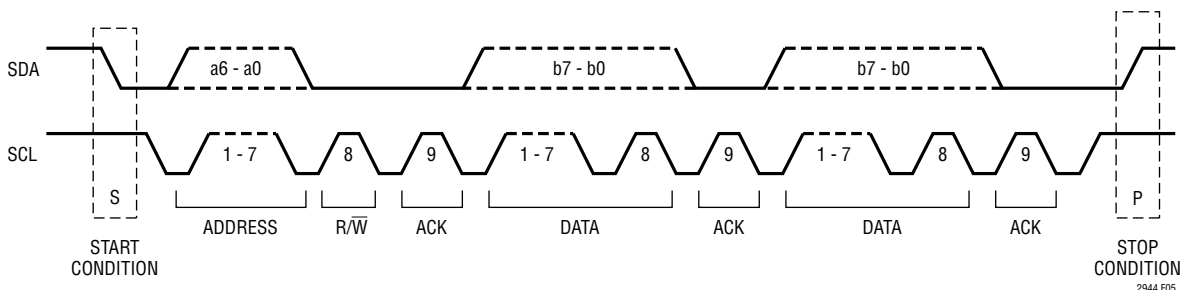 SDA
a6 - a0
b7 - b0
b7 - b0
SCL
1 - 7
8
9
1 - 7
8
9
1 - 7
8
9
S
P
ADDRESS
R/W̅
ACK
DATA
ACK
DATA
ACK
START
CONDITION
STOP
CONDITION
2944 F05